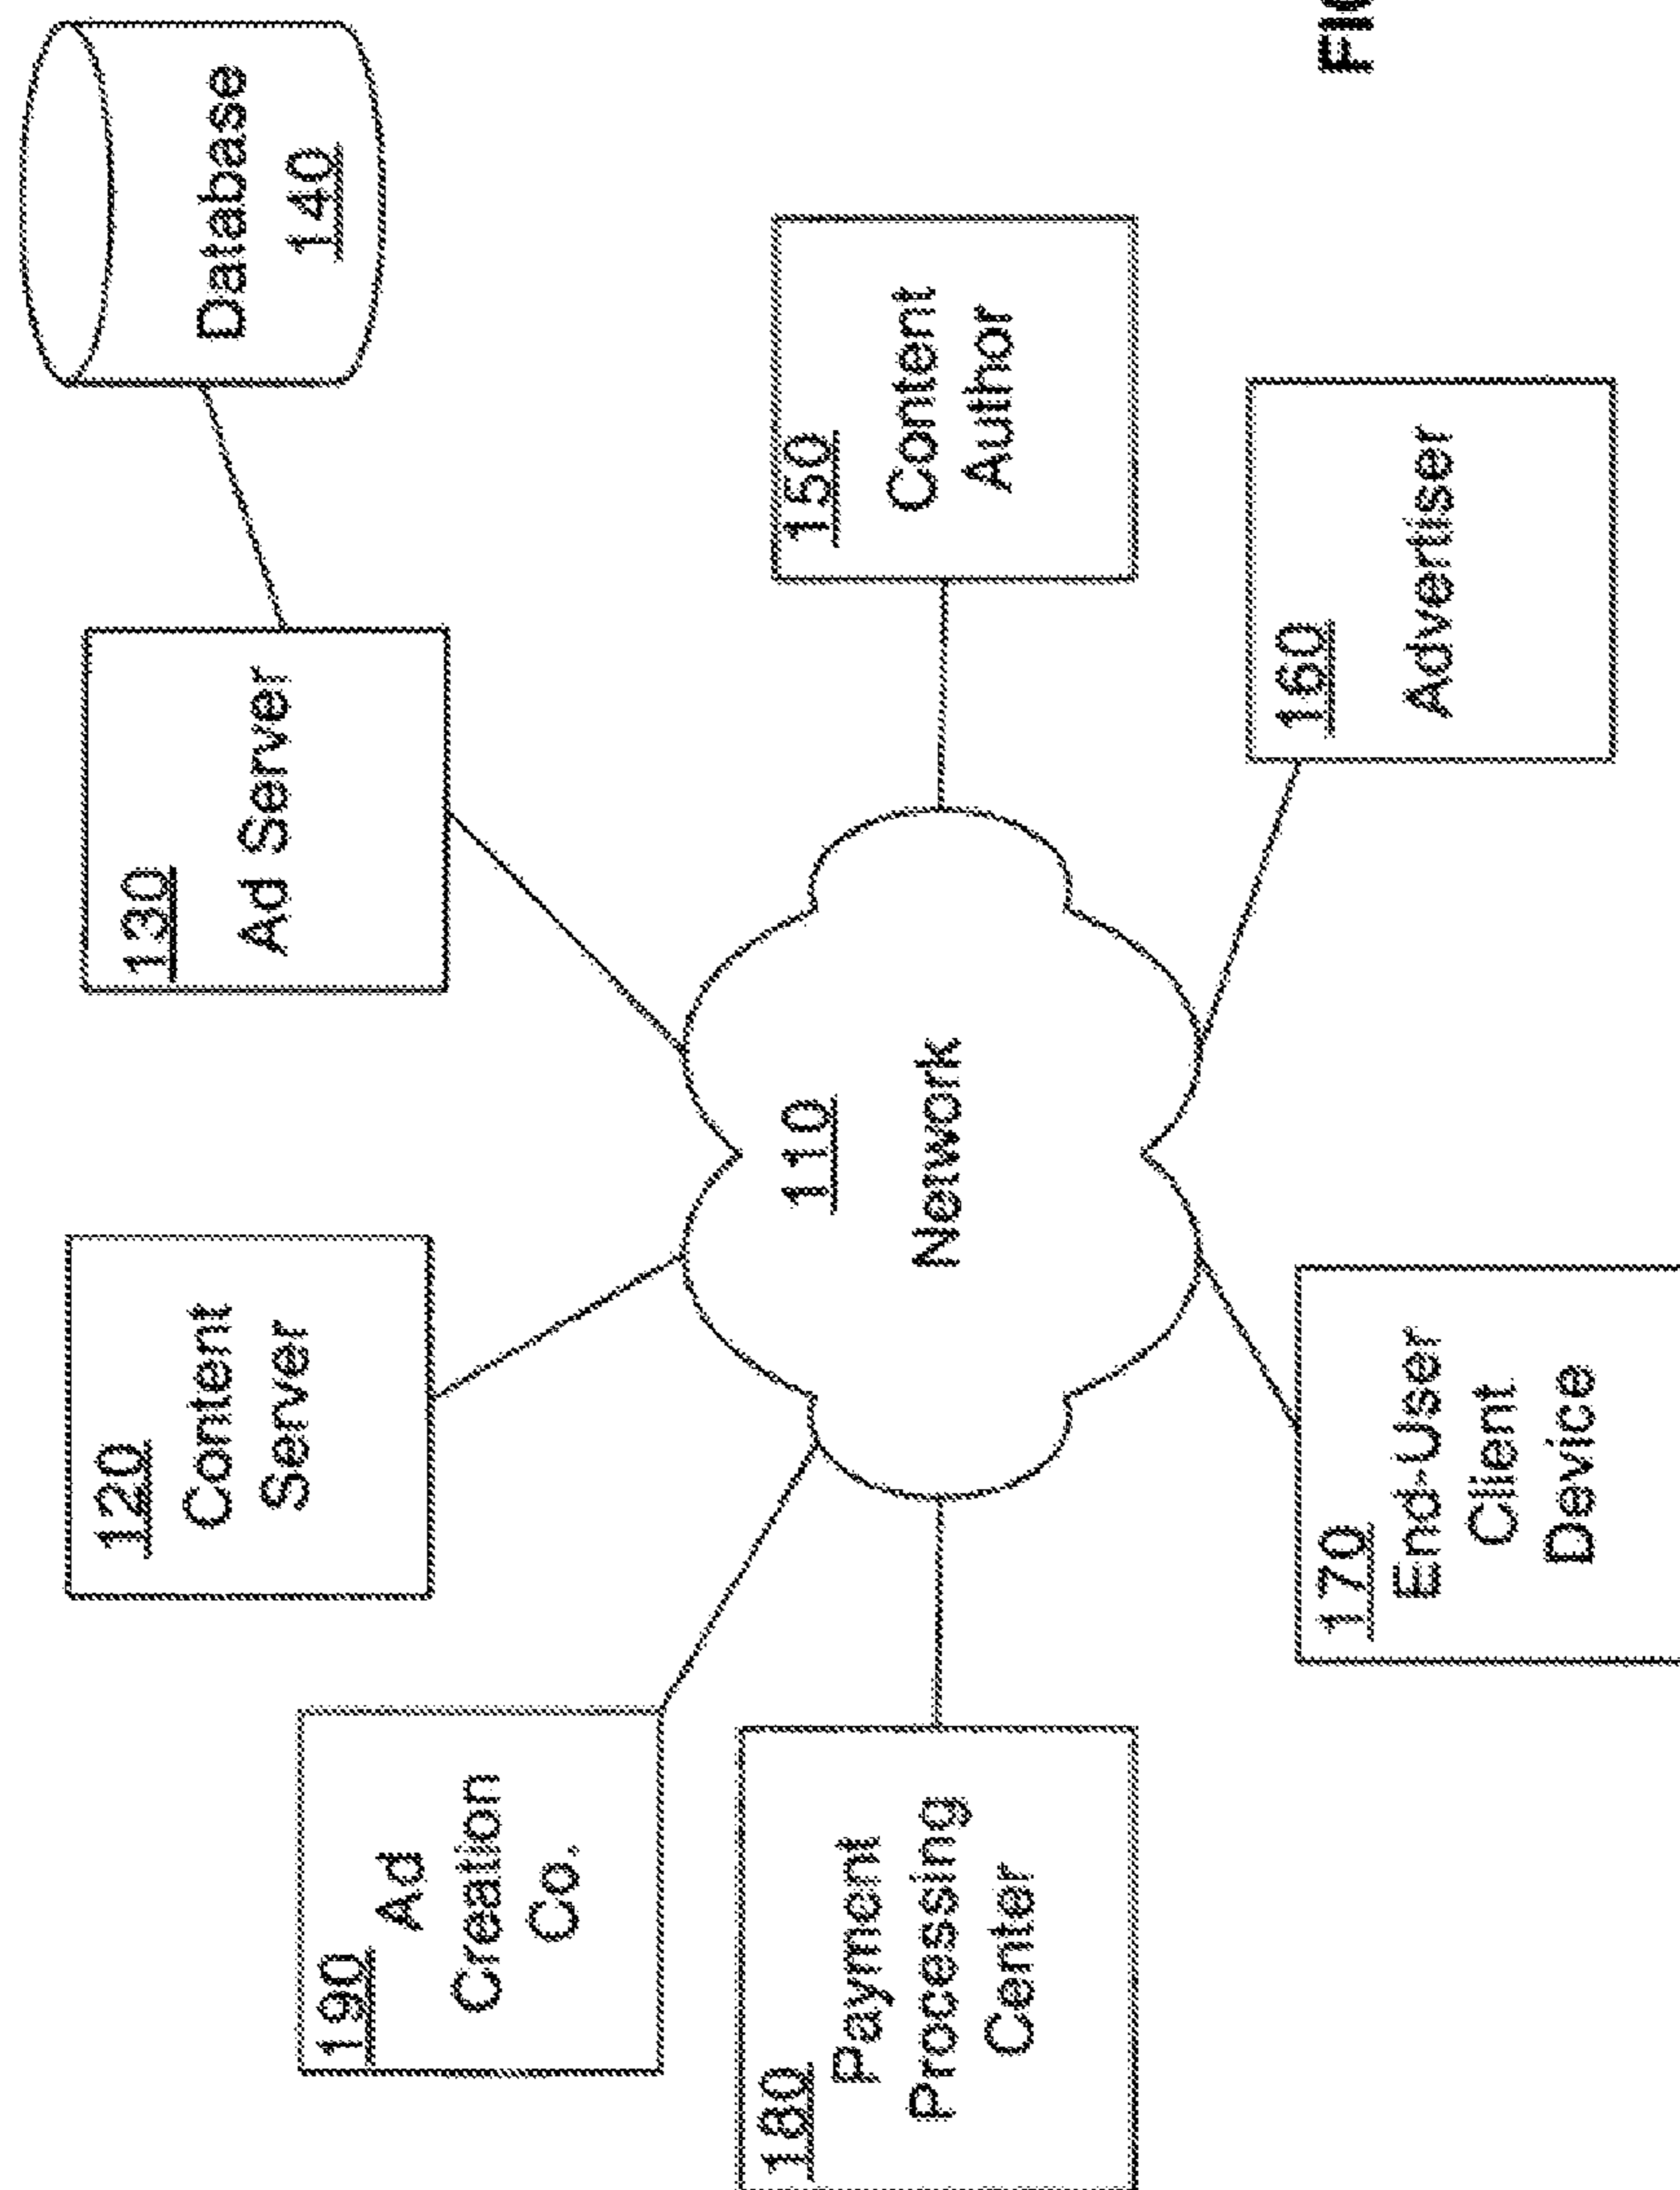 120
Content
Server
130
Ad Server
Database
140
190
Ad
Creation
Co.
110
Network
150
Content
Author
180
Payment
Processing
Center
170
End-User
Client
Device
160
Advertiser